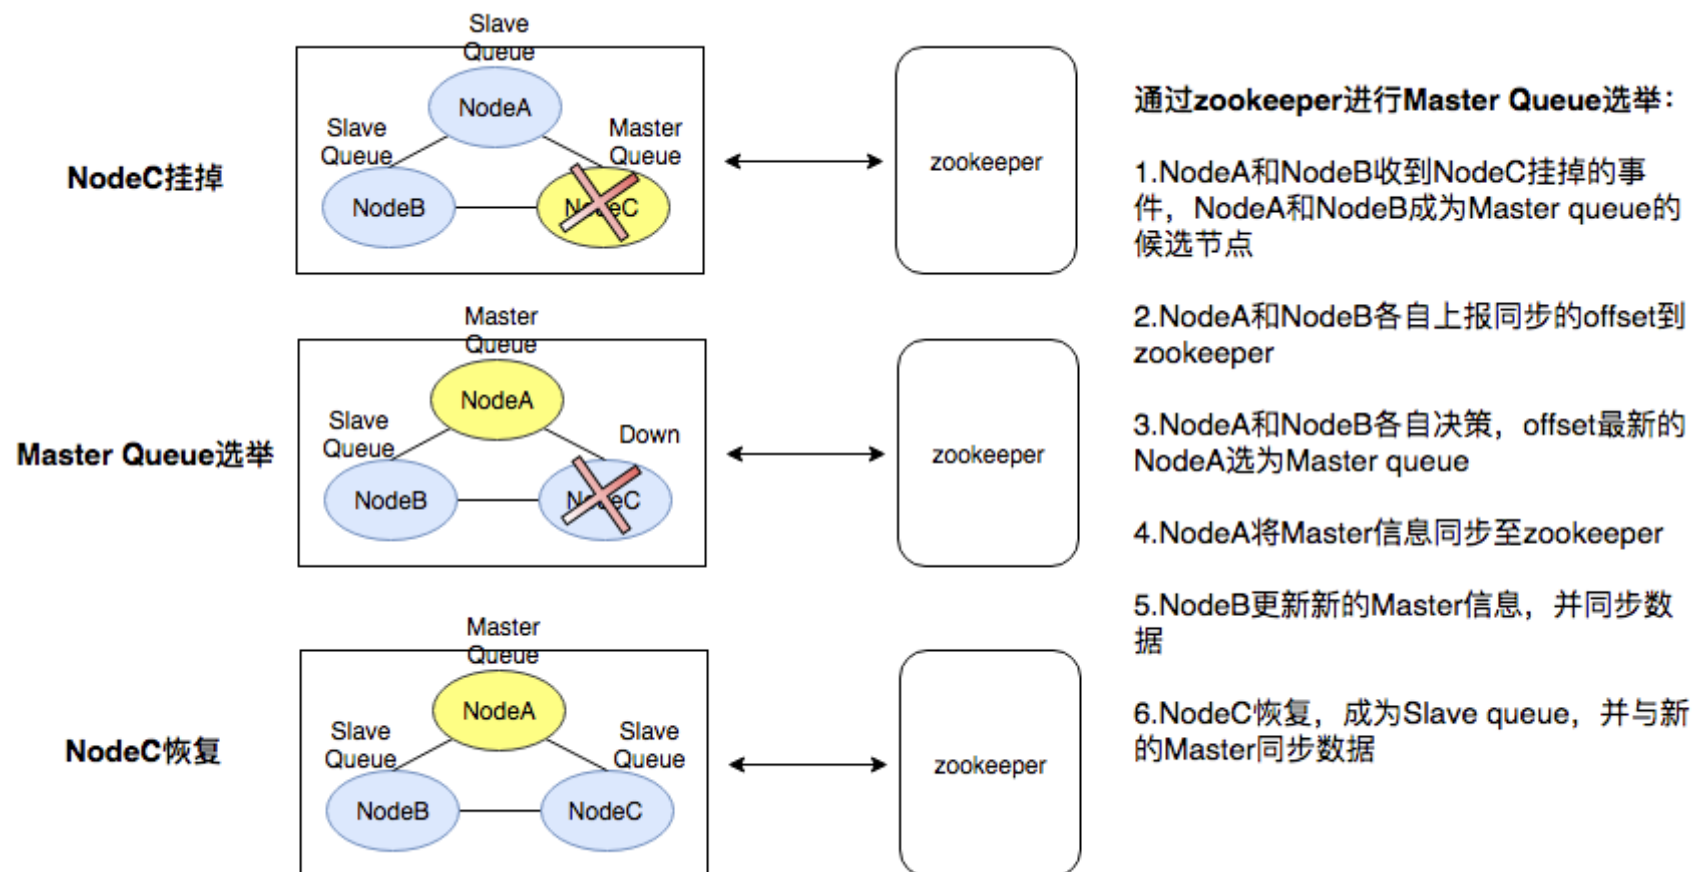 NodeC挂掉
Slave
Queue
NodeA
Slave
Queue
NodeB
Master
Queue
NodeC
zookeeper
Master Queue选举
Master
Queue
NodeA
Slave
Queue
NodeB
Down
NodeC
zookeeper
NodeC恢复
Master
Queue
NodeA
Slave
Queue
NodeB
Slave
Queue
NodeC
zookeeper
通过zookeeper进行Master Queue选举：
1.NodeA和NodeB收到NodeC挂掉的事
件，NodeA和NodeB成为Master queue的
候选节点
2.NodeA和NodeB各自上报同步的offset到
zookeeper
3.NodeA和NodeB各自决策，offset最新的
NodeA选为Master queue
4.NodeA将Master信息同步至zookeeper
5.NodeB更新新的Master信息，并同步数
据
6.NodeC恢复，成为Slave queue，并与新
的Master同步数据